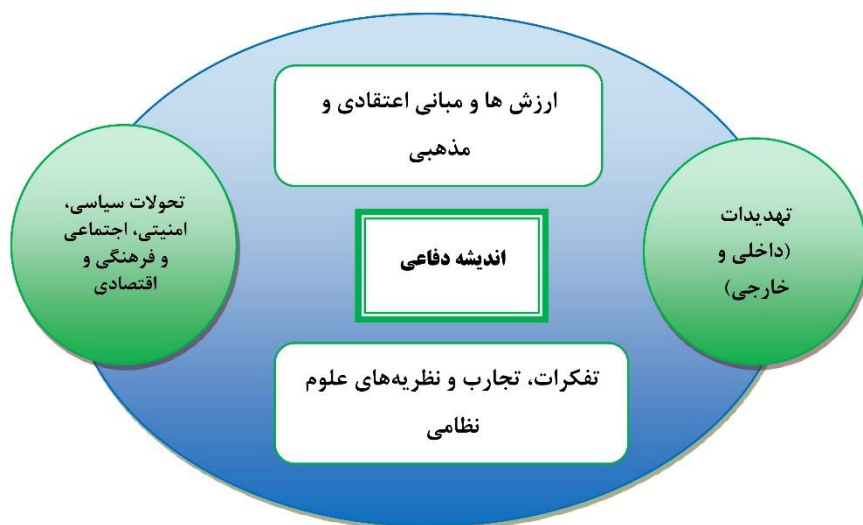 ارزش ها و مبانی اعتقادی و
مذهبی
تهدیدات
(داخلی و
خارجی)
اندیشه دفاعی
تحولات سیاسی،
امنیتی، اجتماعی
و فرهنگی و
اقتصادی
تفکرات، تجارب و نظریه‌های علوم
نظامی